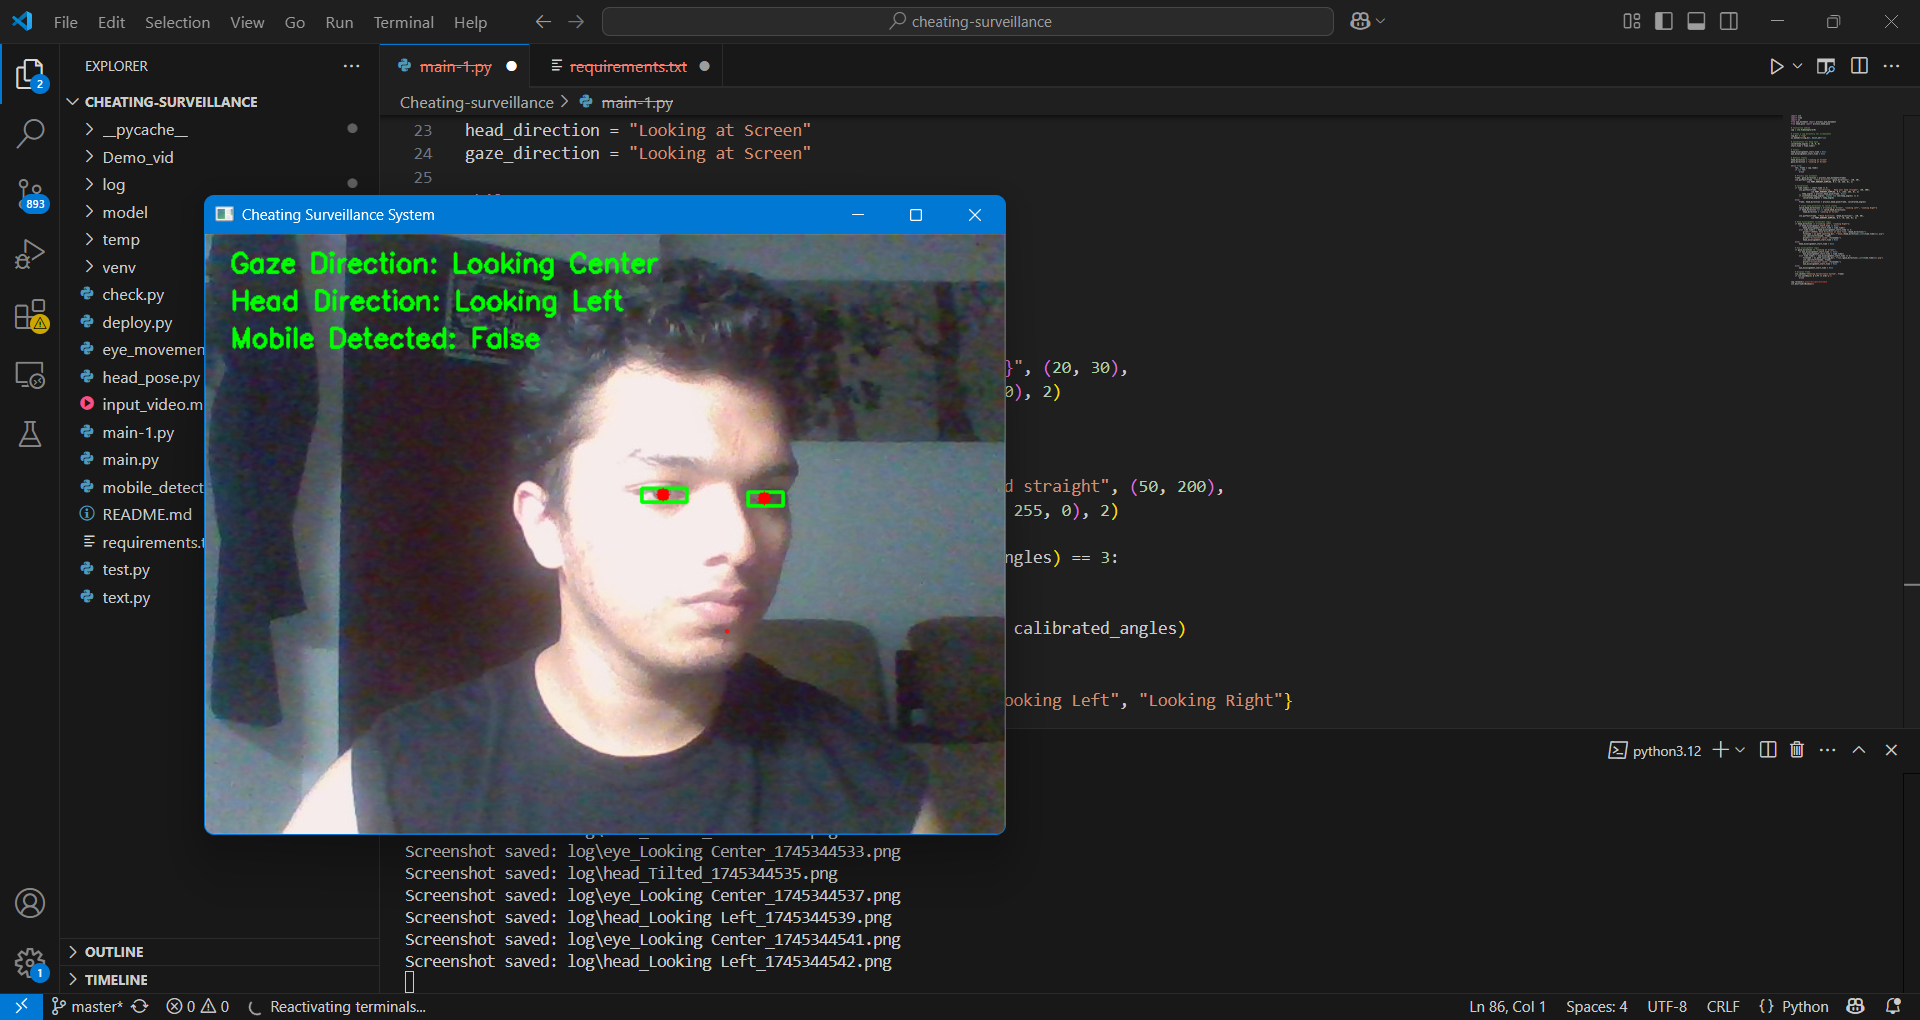 File Edit Selection View Go Run Terminal Help
cheating-surveillance
EXPLORER
CHEATING-SURVEILLANCE
__pycache__
Demo_vid
log
model
temp
venv
check.py
deploy.py
eye_movemen
head_pose.py
input_video.m
main-1.py
main.py
mobile_detect
README.md
requirements.t
test.py
text.py
OUTLINE
TIMELINE
2
893
1
main-1.py
requirements.txt
Cheating-surveillance > main-1.py
23 head_direction = "Looking at Screen"
24 gaze_direction = "Looking at Screen"
25
}", (20, 30),
0), 2)
d straight", (50, 200),
255, 0), 2)
ngles) == 3:
calibrated_angles)
ooking Left", "Looking Right"}
Cheating Surveillance System
Gaze Direction: Looking Center
Head Direction: Looking Left
Mobile Detected: False
python3.12
Screenshot saved: log\eye_Looking Center_1745344533.png
Screenshot saved: log\head_Tilted_1745344535.png
Screenshot saved: log\eye_Looking Center_1745344537.png
Screenshot saved: log\head_Looking Left_1745344539.png
Screenshot saved: log\eye_Looking Center_1745344541.png
Screenshot saved: log\head_Looking Left_1745344542.png
master* 0 0 Reactivating terminals...
Ln 86, Col 1 Spaces: 4 UTF-8 CRLF {} Python